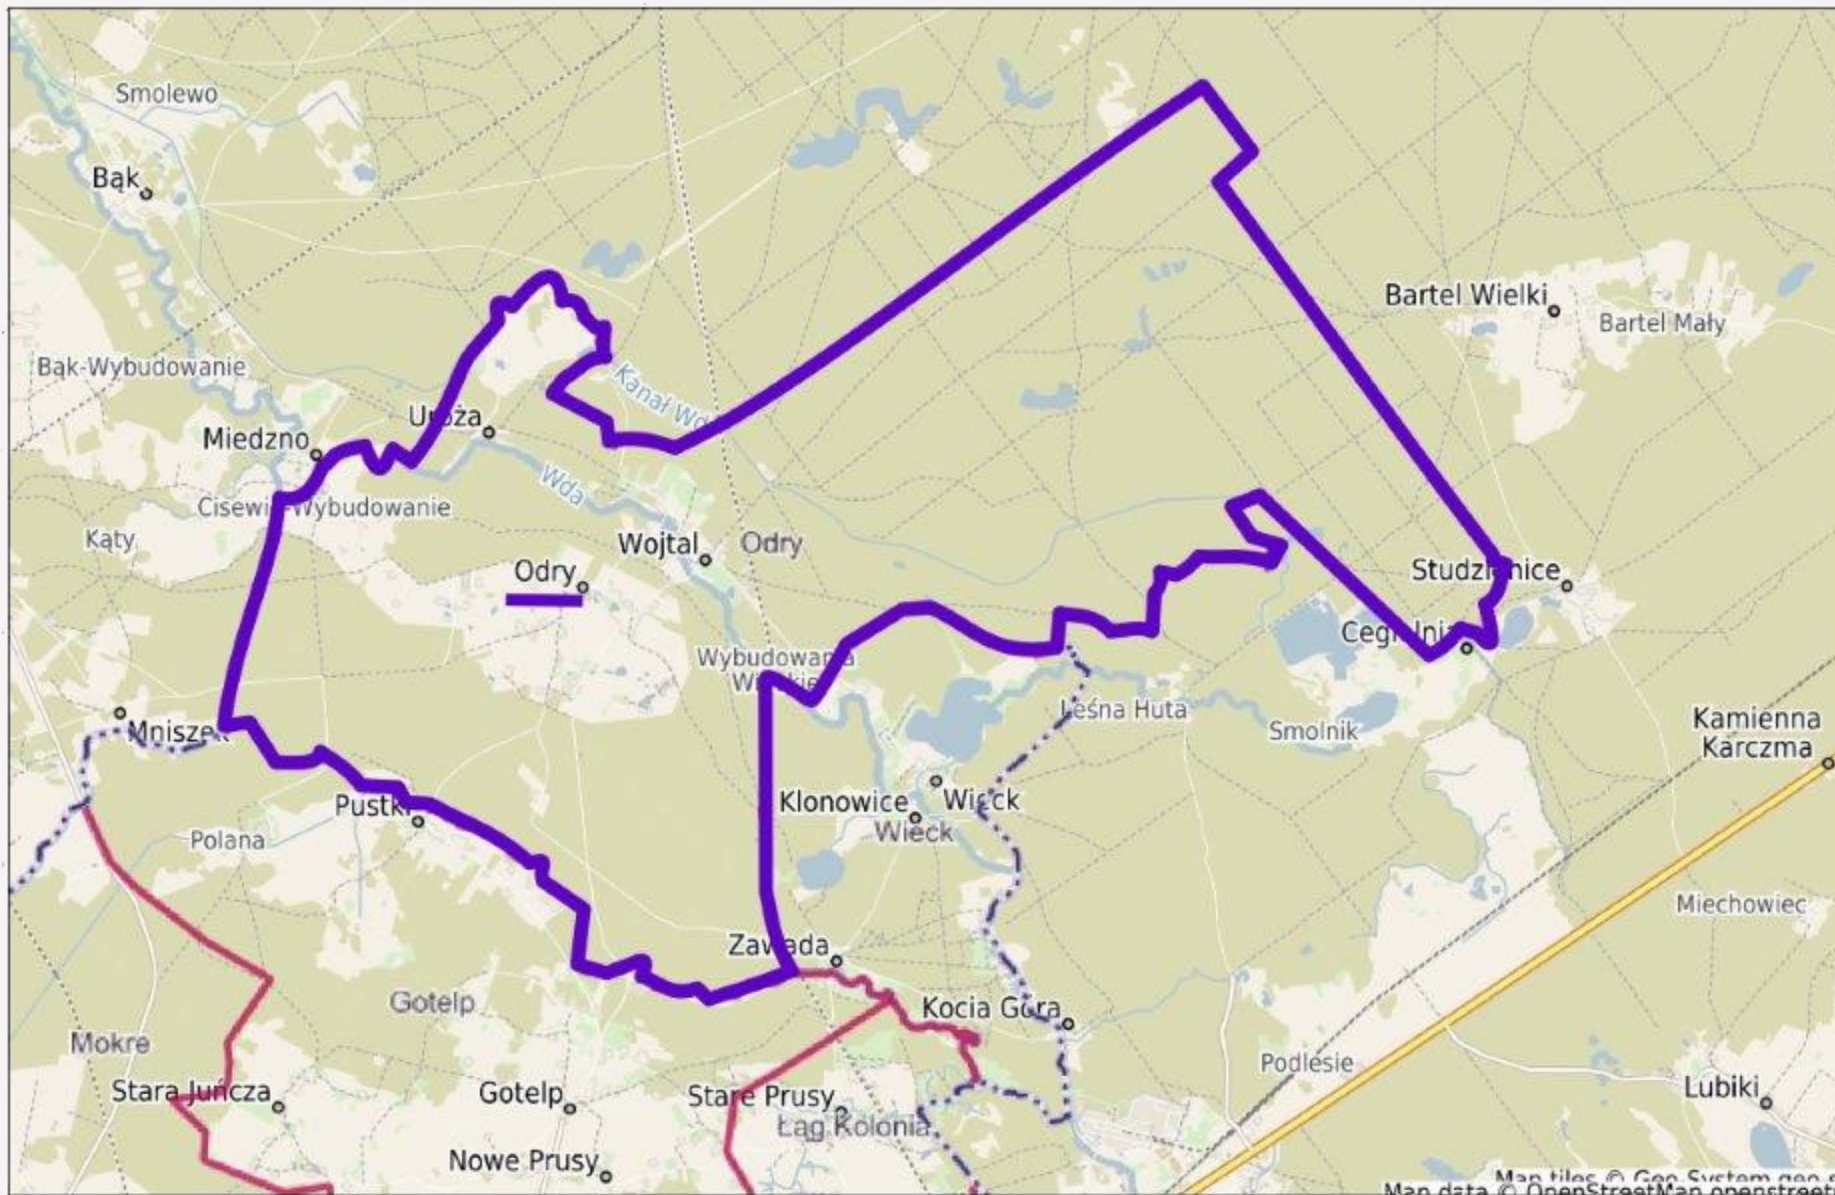 Smolewo
Bąk
Bartel Wielki
Bartel Mały
Bąk-Wybudowanie
Kanał Wd
Uroża
Miedzno
Wda
Cisewie-Wybudowanie
Kąty
Wojtal
Odry
Odry
Studzienice
Cegielnia
Wybudowania
Wieckie
Leśna Huta
Mniszek
Smolnik
Kamienna
Karczma
Klonowice
Wieck
Wieck
Pustki
Polana
Miechowiec
Zawada
Gotelp
Kocia Góra
Mokre
Podlesie
Stara Juńcza
Gotelp
Stare Prusy
Łąg Kolonia
Lubiki
Nowe Prusy
Map tiles © Geo-System geo-s
Map data © OpenStreetMap openstreet